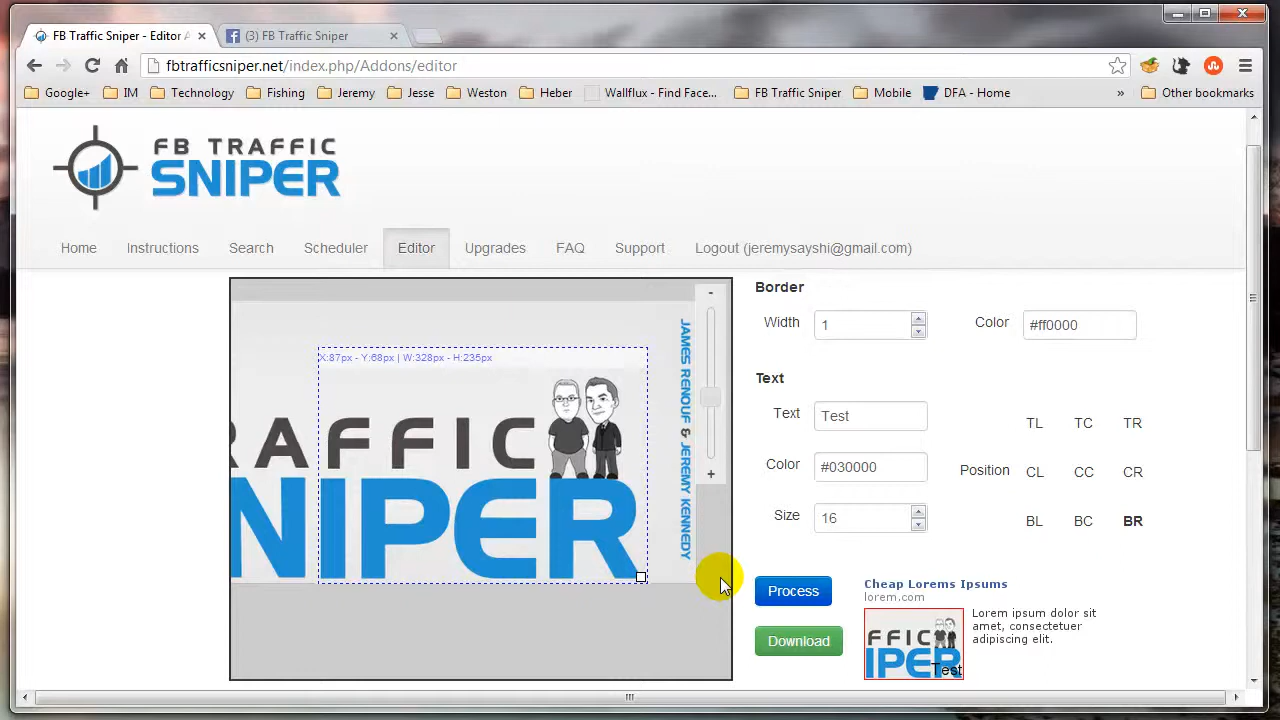 FB Traffic Sniper - Editor A
(3) FB Traffic Sniper
fbtrafficsniper.net/index.php/Addons/editor
Google+ IM Technology Fishing Jeremy Jesse Weston Heber Wallflux - Find Face... FB Traffic Sniper Mobile DFA - Home » Other bookmarks
FB TRAFFIC
SNIPER
Home Instructions Search Scheduler Editor Upgrades FAQ Support Logout (jeremysayshi@gmail.com)
X:87px - Y:68px | W:328px - H:235px
RAFFIC
SNIPER
JAMES RENOUF & JEREMY KENNEDY
-
+
Border
Width 1 Color #ff0000
Text
Text Test
Color #030000
Size 16
Position
TL TC TR
CL CC CR
BL BC BR
Process
Download
Cheap Lorems Ipsums
lorem.com
Lorem ipsum dolor sit
amet, consectetuer
adipiscing elit.
FFIC
IPER
Test